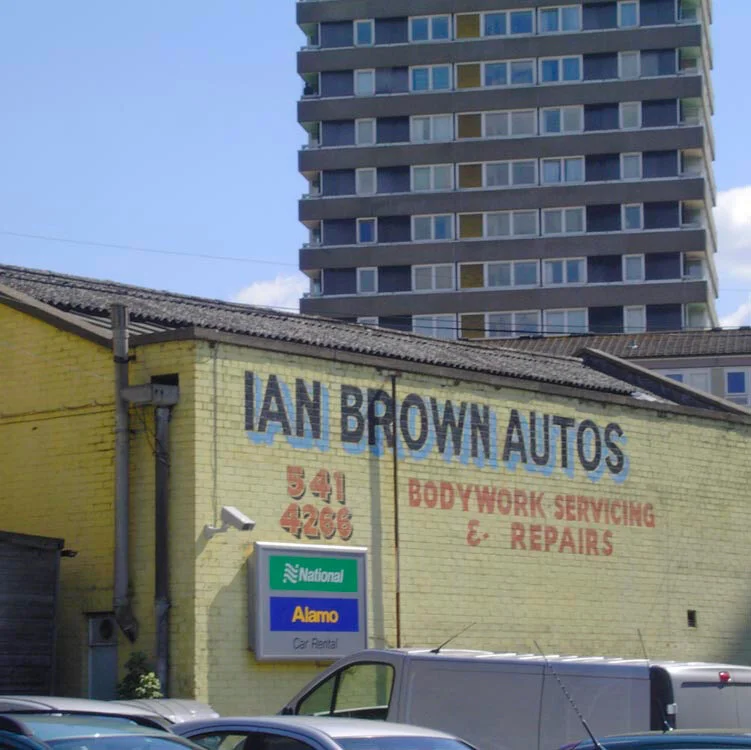 IAN BROWN AUTOS
541
4266
BODYWORK·SERVICING
&· REPAIRS
National
Alamo
Car Rental